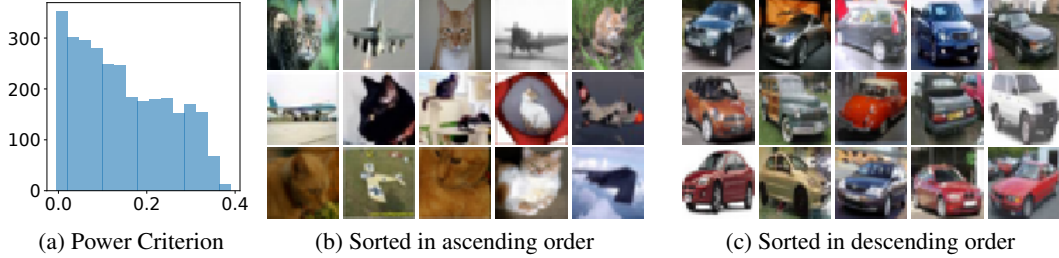 300
200
100
0
0.0 0.2 0.4
(a) Power Criterion
(b) Sorted in ascending order
(c) Sorted in descending order